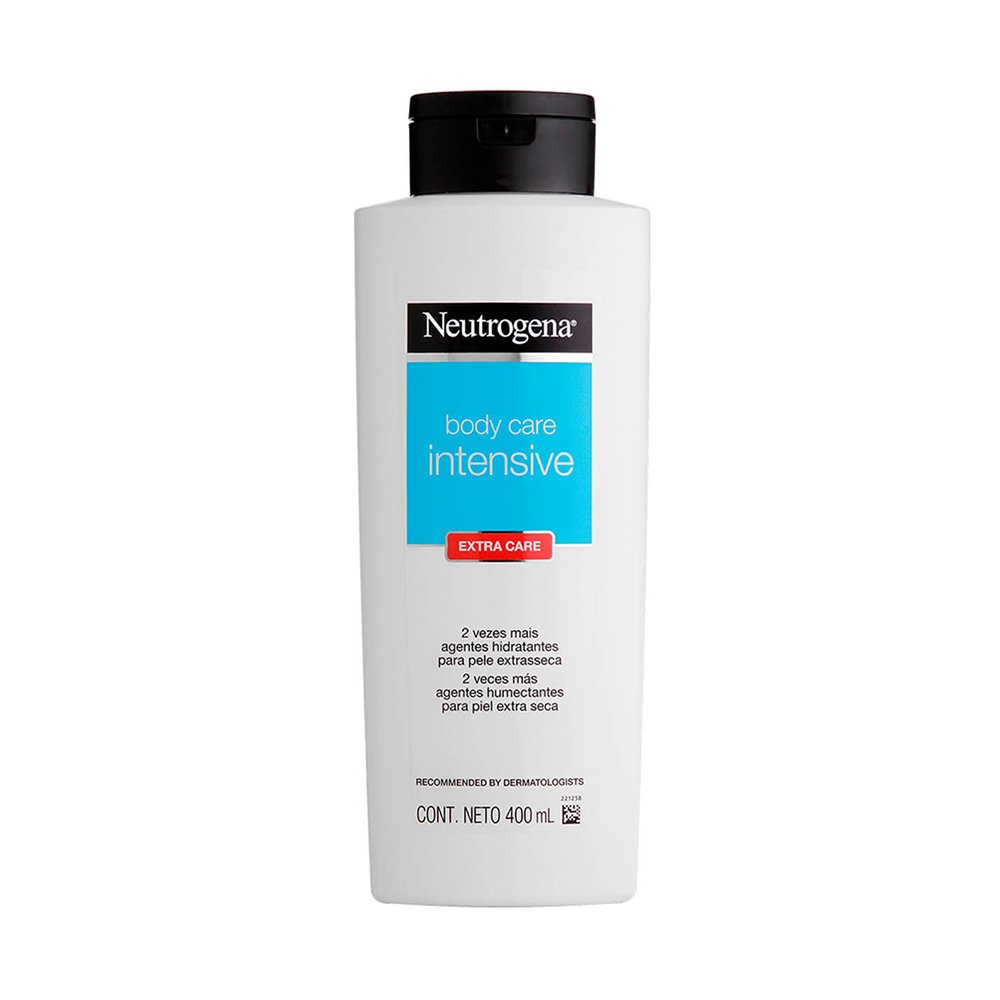 Neutrogena®
body care
intensive
EXTRA CARE
2 vezes mais
agentes hidratantes
para pele extrasseca
2 veces más
agentes humectantes
para piel extra seca
RECOMMENDED BY DERMATOLOGISTS
221258
CONT. NETO 400 mL